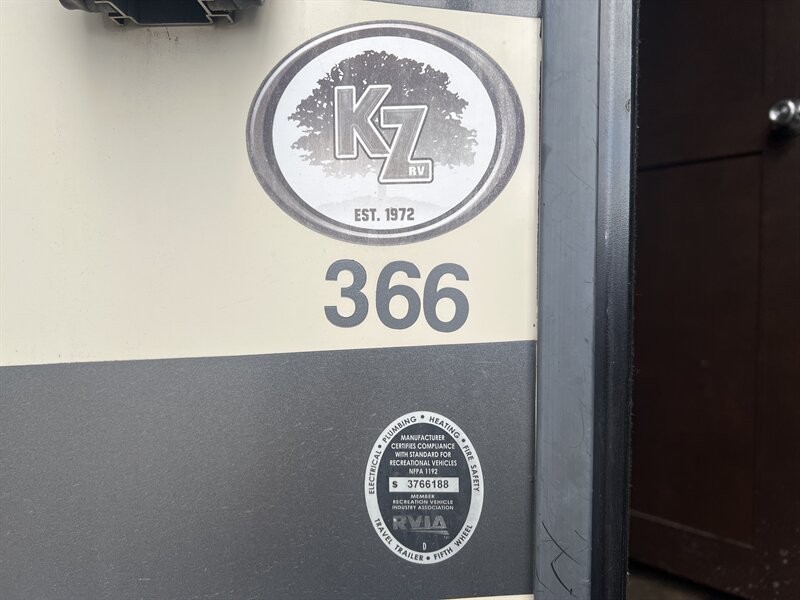 KZ
RV
EST. 1972
366
ELECTRICAL • PLUMBING • HEATING • FIRE SAFETY
MANUFACTURER
CERTIFIES COMPLIANCE
WITH STANDARD FOR
RECREATIONAL VEHICLES
NFPA 1192
S 3766188
MEMBER
RECREATION VEHICLE
INDUSTRY ASSOCIATION
RVIA
D
TRAVEL TRAILER • FIFTH WHEEL